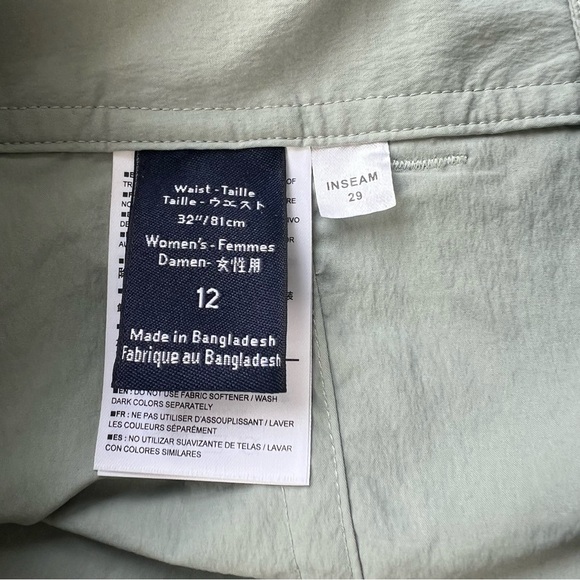 Waist - Taille
Taille - ウエスト
32"/81cm
Women's - Femmes
Damen- 女性用
12
Made in Bangladesh
Fabrique au Bangladesh
INSEAM
29
■EN : DO NOT USE FABRIC SOFTENER / WASH
DARK COLORS SEPARATELY
■FR : NE PAS UTILISER D'ASSOUPLISSANT / LAVER
LES COULEURS SÉPARÉMENT
■ES : NO UTILIZAR SUAVIZANTE DE TELAS / LAVAR
CON COLORES SIMILARES